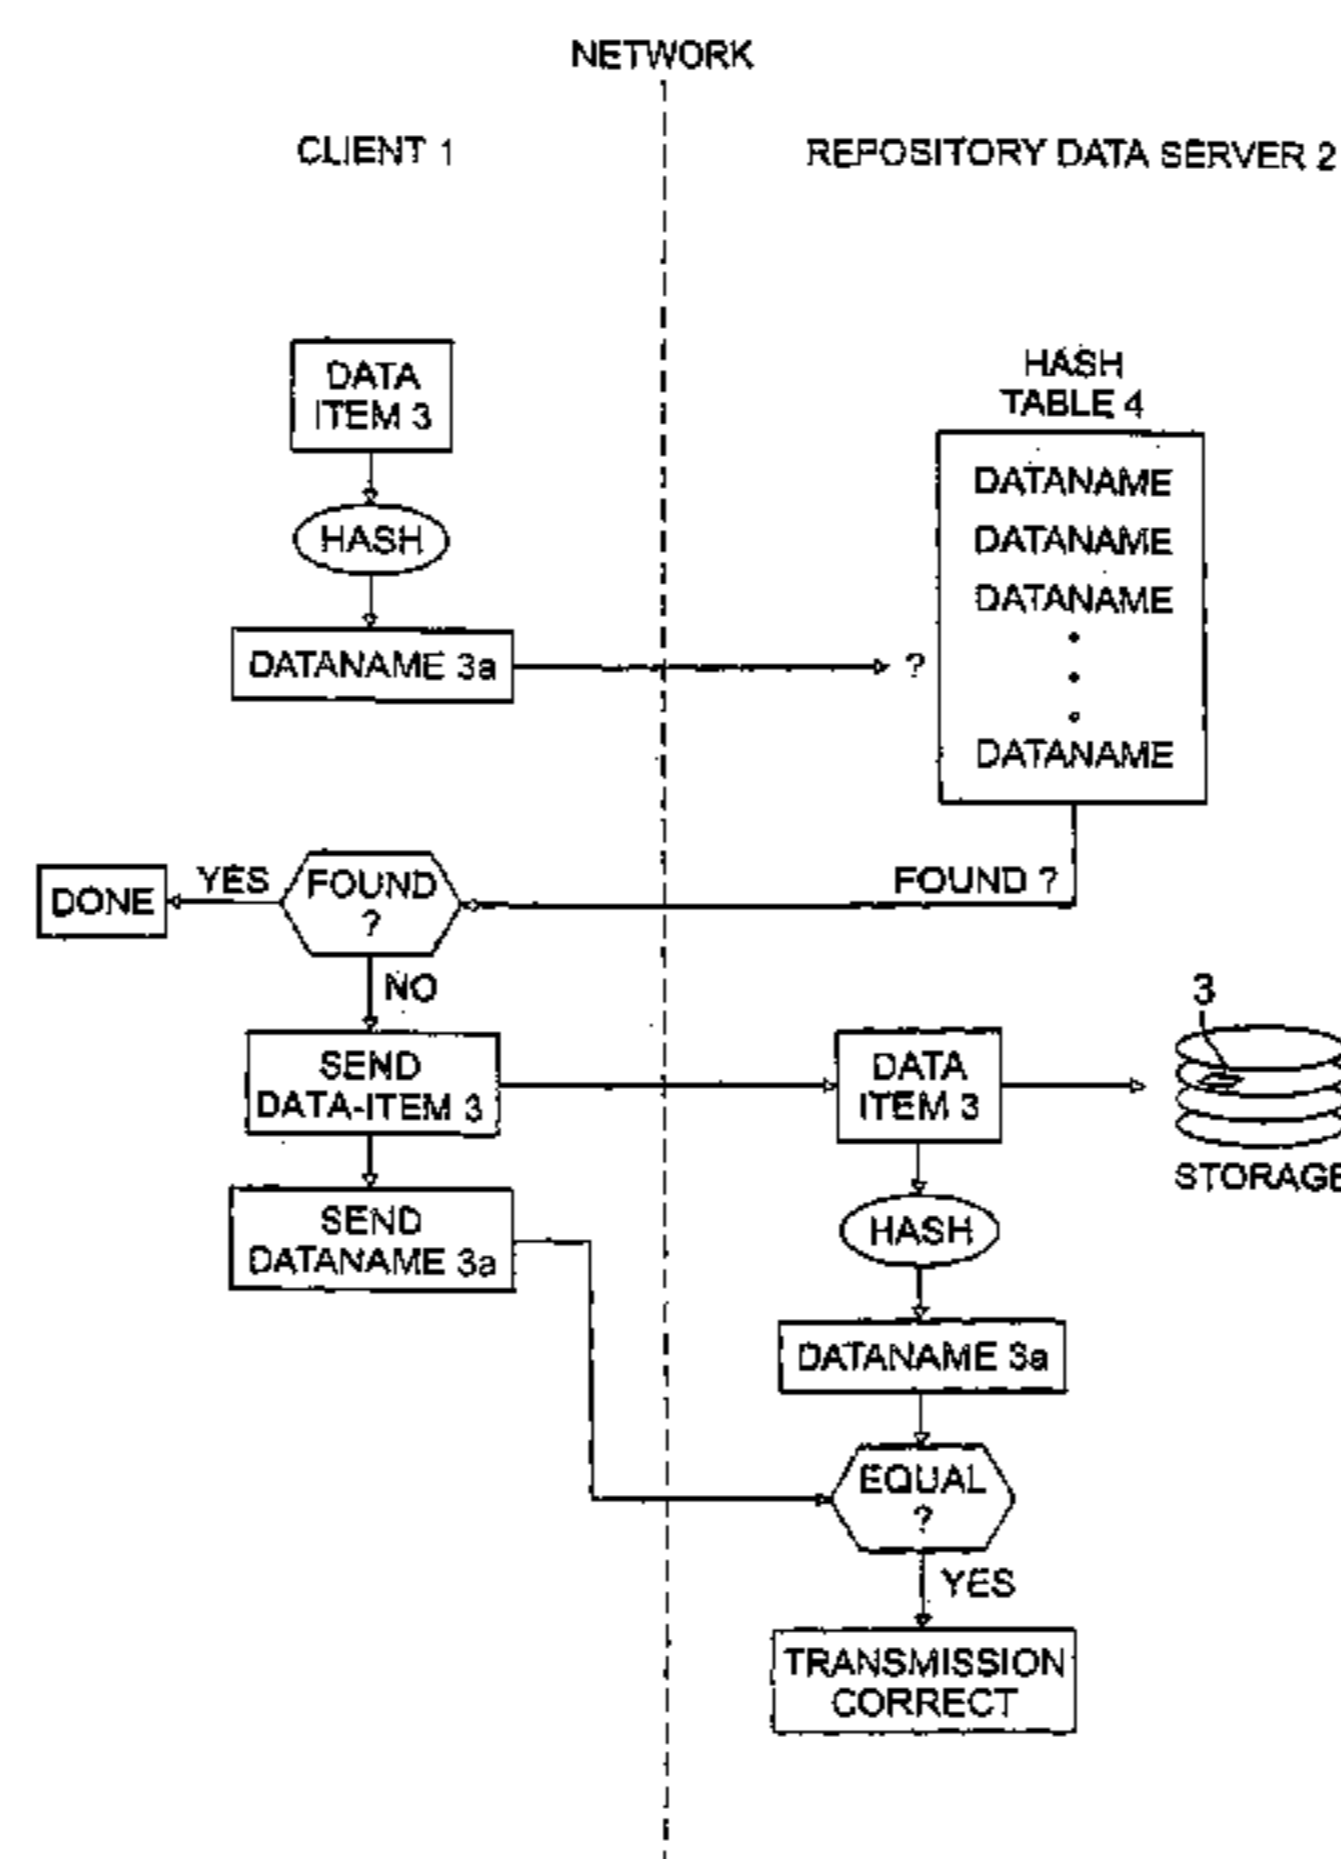 NETWORK
CLIENT 1
REPOSITORY DATA SERVER 2
DATA
ITEM 3
HASH
TABLE 4
DATANAME
HASH
DATANAME
DATANAME
DATANAME 3a
?
DATANAME
DONE
YES
FOUND
?
FOUND ?
NO
3
SEND
DATA-ITEM 3
DATA
ITEM 3
STORAGE
SEND
DATANAME 3a
HASH
DATANAME 3a
EQUAL
?
YES
TRANSMISSION
CORRECT